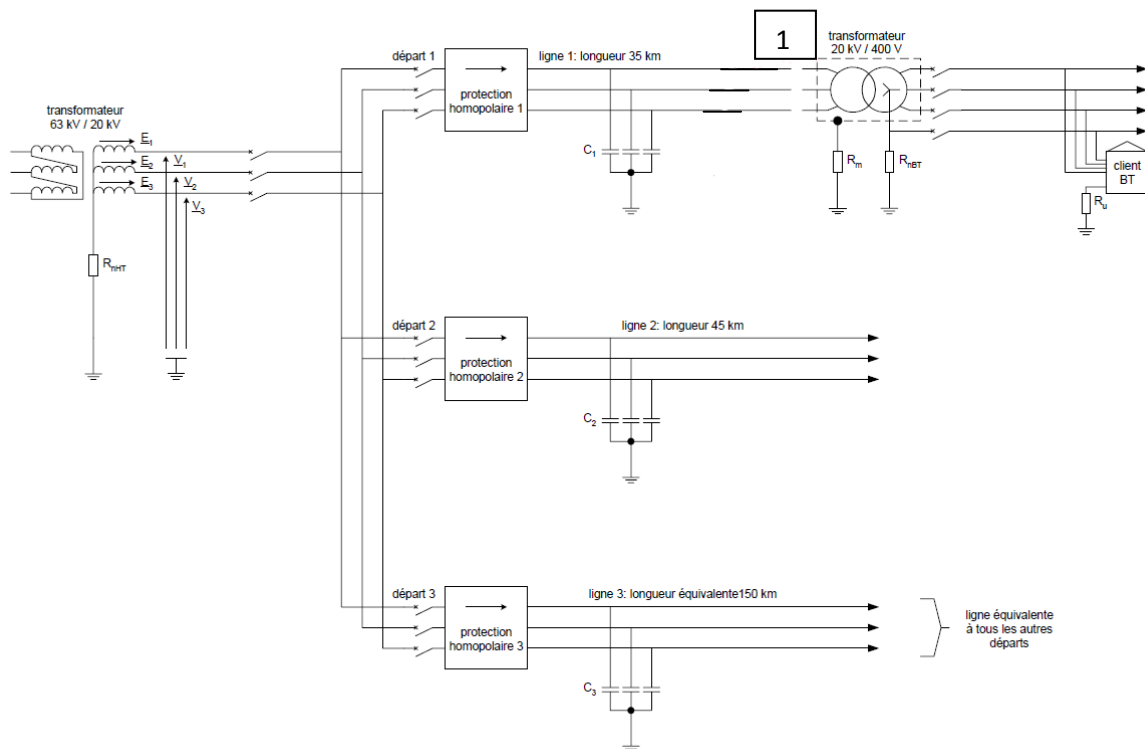 1
transformateur
20 kV / 400 V
départ 1
protection
homopolaire 1
ligne 1: longueur 35 km
transformateur
63 kV / 20 kV
E1
E2
E3
V1
V2
V3
RnHT
C1
Rm
RnBT
client
BT
Ru
départ 2
protection
homopolaire 2
ligne 2: longueur 45 km
C2
départ 3
protection
homopolaire 3
ligne 3: longueur équivalente150 km
ligne équivalente
à tous les autres
départs
C3